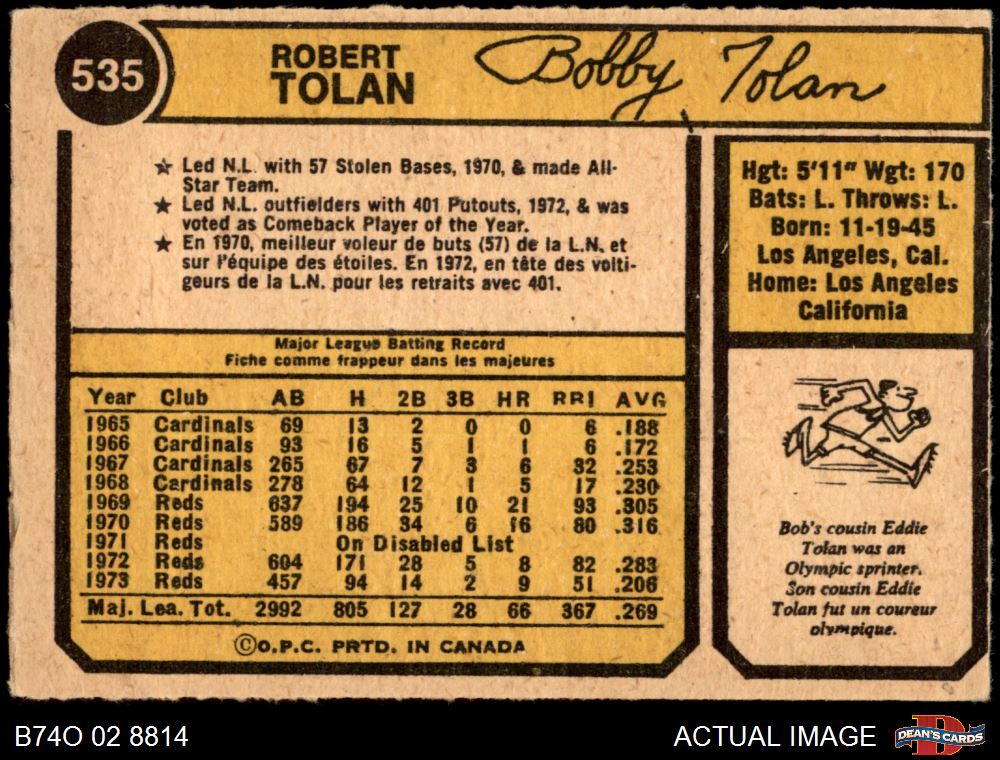 535
ROBERT
TOLAN
Bobby Tolan
☆ Led N.L. with 57 Stolen Bases, 1970, & made All-
Star Team.
★ Led N.L. outfielders with 401 Putouts, 1972, & was
voted as Comeback Player of the Year.
★ En 1970, meilleur voleur de buts (57) de la L.N. et
sur l'équipe des étoiles. En 1972, en tête des volti-
geurs de la L.N. pour les retraits avec 401.
Hgt: 5'11" Wgt: 170
Bats: L. Throws: L.
Born: 11-19-45
Los Angeles, Cal.
Home: Los Angeles
California
Major League Batting Record
Fiche comme frappeur dans les majeures
Year Club AB H 2B 3B HR RBI AVG
1965 Cardinals 69 13 2 0 0 6 .188
1966 Cardinals 93 16 5 1 1 6 .172
1967 Cardinals 265 67 7 3 6 32 .253
1968 Cardinals 278 64 12 1 5 17 .230
1969 Reds 637 194 25 10 21 93 .305
1970 Reds 589 186 34 6 16 80 .316
1971 Reds On Disabled List
1972 Reds 604 171 28 5 8 82 .283
1973 Reds 457 94 14 2 9 51 .206
Maj. Lea. Tot. 2992 805 127 28 66 367 .269
©O.P.C. PRTD. IN CANADA
Bob's cousin Eddie
Tolan was an
Olympic sprinter.
Son cousin Eddie
Tolan fut un coureur
olympique.
B74O 02 8814
ACTUAL IMAGE
D
DEAN'S CARDS